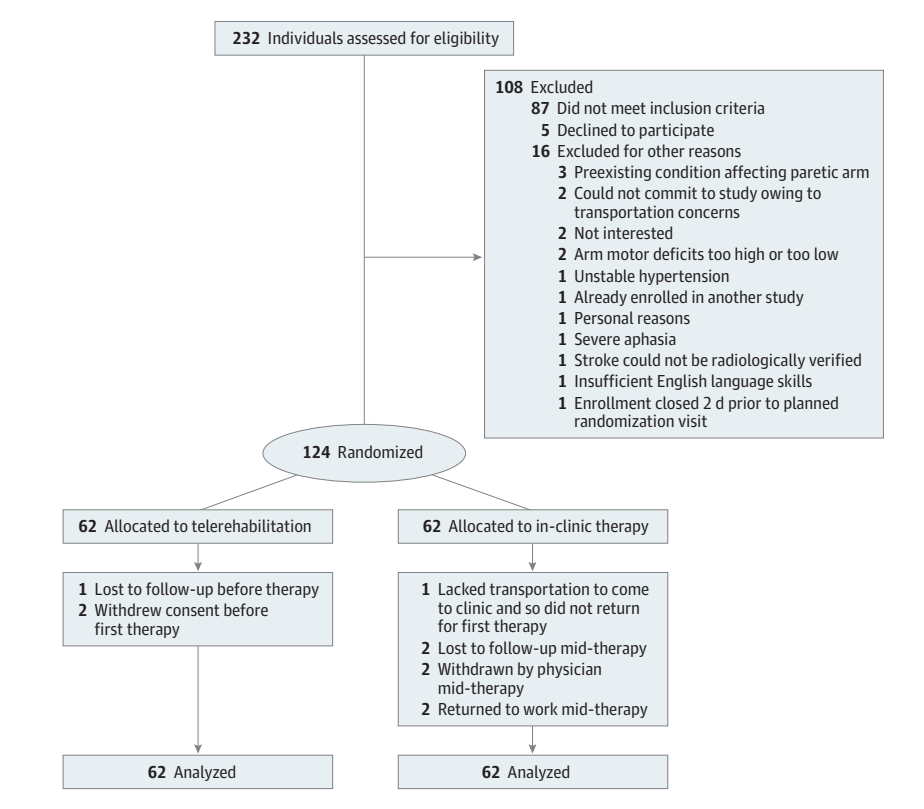 232 Individuals assessed for eligibility
108 Excluded
87 Did not meet inclusion criteria
5 Declined to participate
16 Excluded for other reasons
3 Preexisting condition affecting paretic arm
2 Could not commit to study owing to
transportation concerns
2 Not interested
2 Arm motor deficits too high or too low
1 Unstable hypertension
1 Already enrolled in another study
1 Personal reasons
1 Severe aphasia
1 Stroke could not be radiologically verified
1 Insufficient English language skills
1 Enrollment closed 2 d prior to planned
randomization visit
124 Randomized
62 Allocated to telerehabilitation
1 Lost to follow-up before therapy
2 Withdrew consent before
first therapy
62 Analyzed
62 Allocated to in-clinic therapy
1 Lacked transportation to come
to clinic and so did not return
for first therapy
2 Lost to follow-up mid-therapy
2 Withdrawn by physician
mid-therapy
2 Returned to work mid-therapy
62 Analyzed